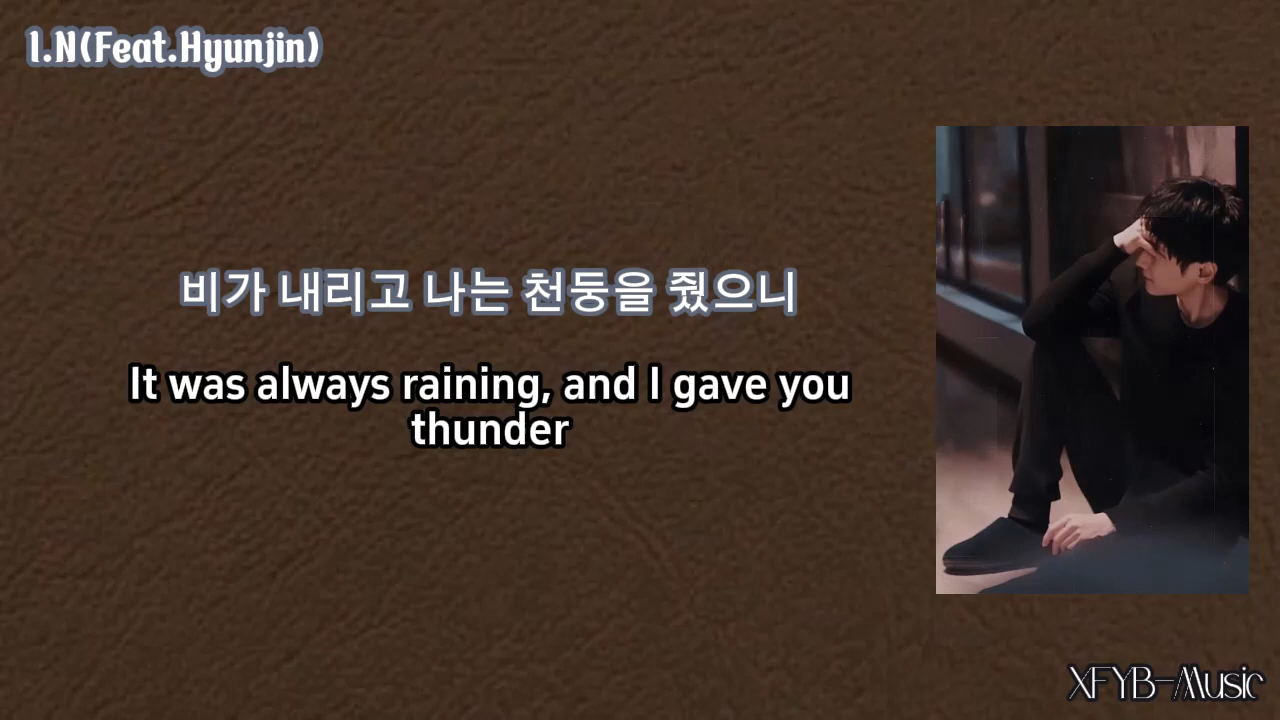 I.N(Feat.Hyunjin)
비가 내리고 나는 천둥을 줬으니
It was always raining, and I gave you
thunder
XFYB-Music